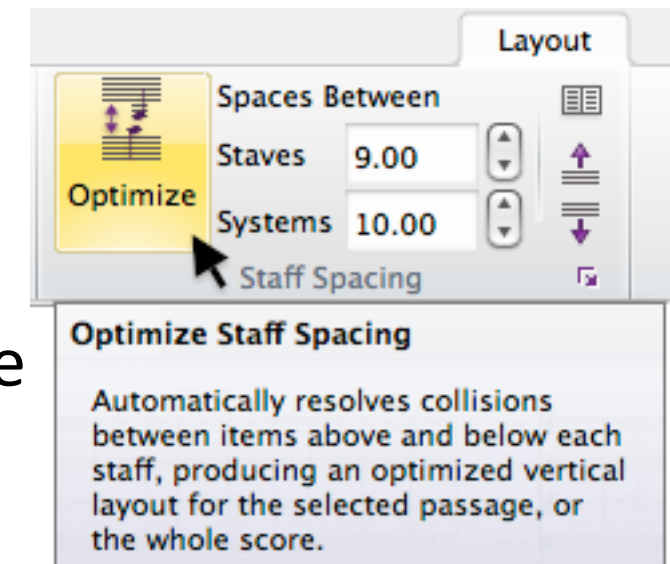 Layout
Spaces Between
Staves 9.00
Optimize
Systems 10.00
Staff Spacing
e
Optimize Staff Spacing
Automatically resolves collisions
between items above and below each
staff, producing an optimized vertical
layout for the selected passage, or
the whole score.